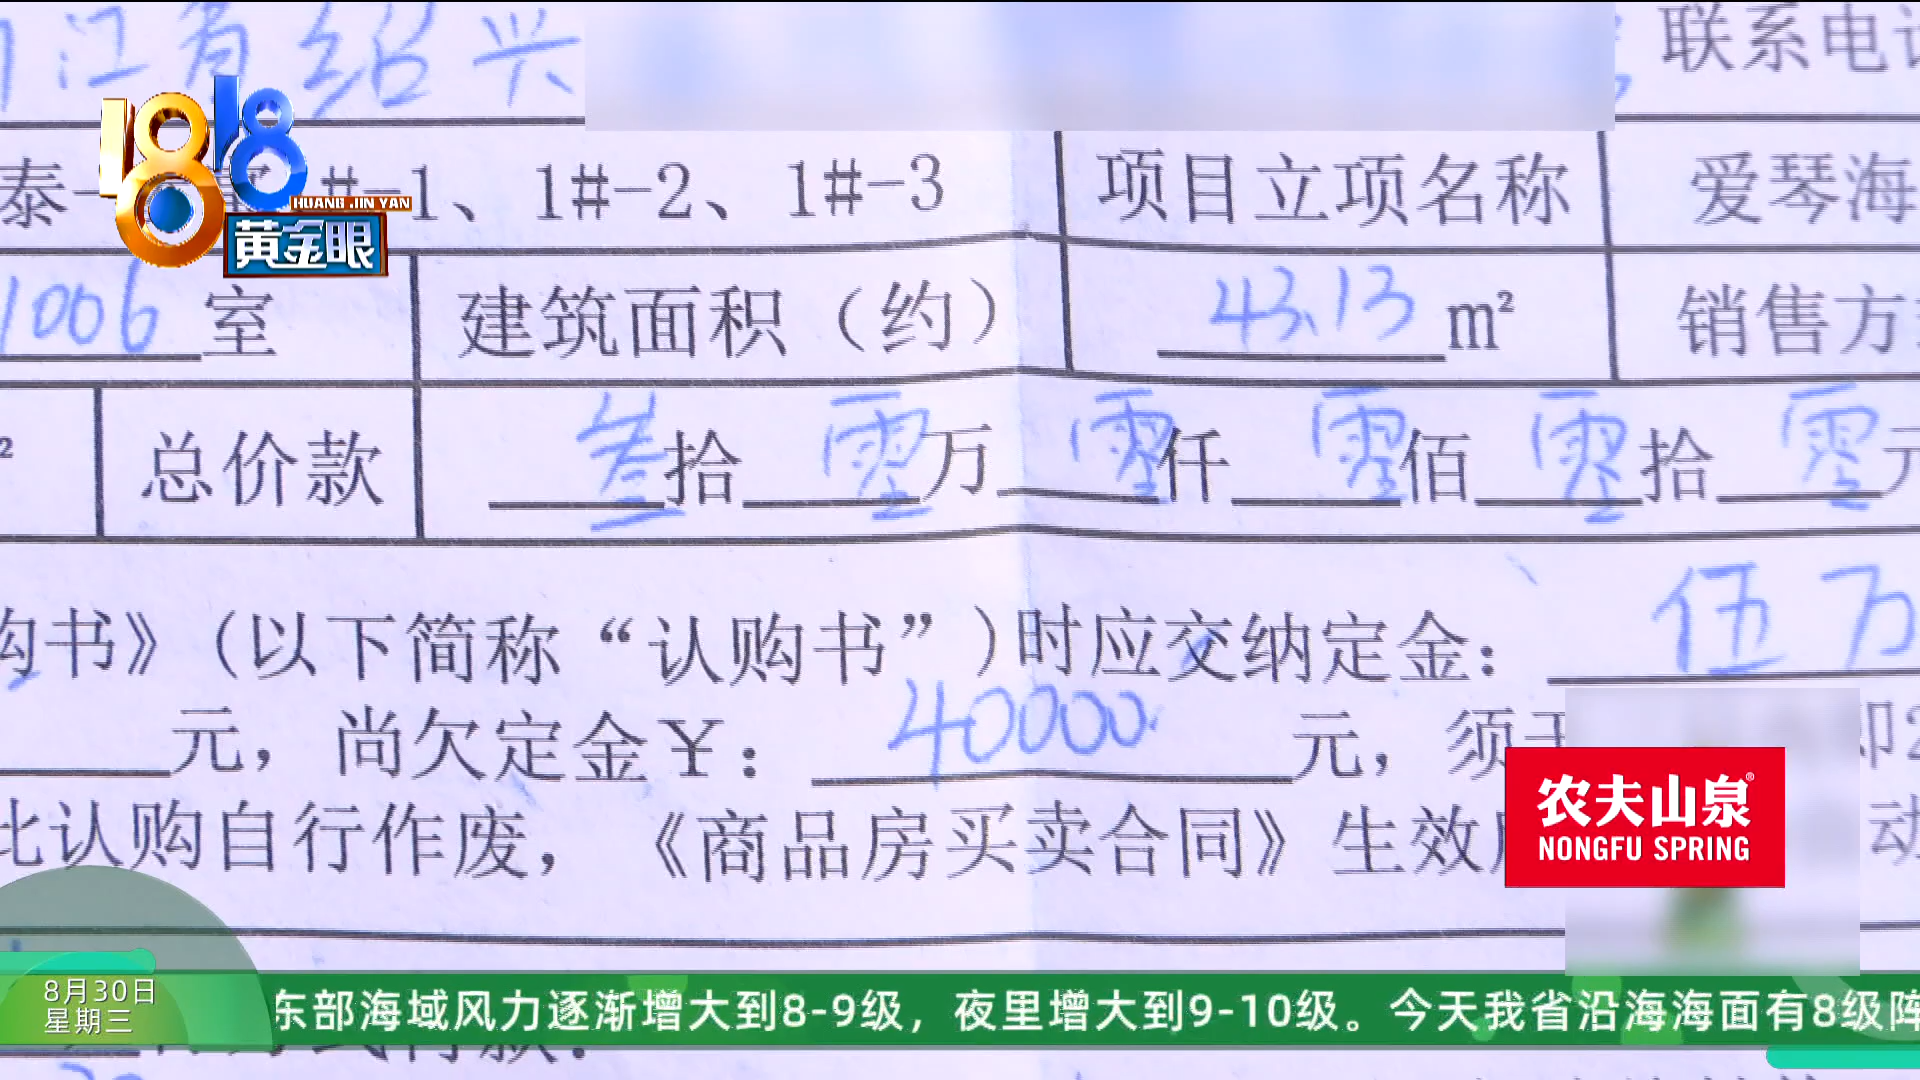 江省绍兴
联系电
1818
HUANG JIN YAN
黄金眼
泰
#-1、1#-2、1#-3
项目立项名称
爱琴海
1006 室
建筑面积（约）
43.13 m²
销售方
总价款
叁拾零万零仟零佰零拾零元
购书》（以下简称“认购书”）时应交纳定金：伍万
元，尚欠定金￥：40000 元，须于
此认购自行作废，《商品房买卖合同》生效
动
农夫山泉®
NONGFU SPRING
8月30日
星期三
东部海域风力逐渐增大到8-9级，夜里增大到9-10级。今天我省沿海海面有8级阵